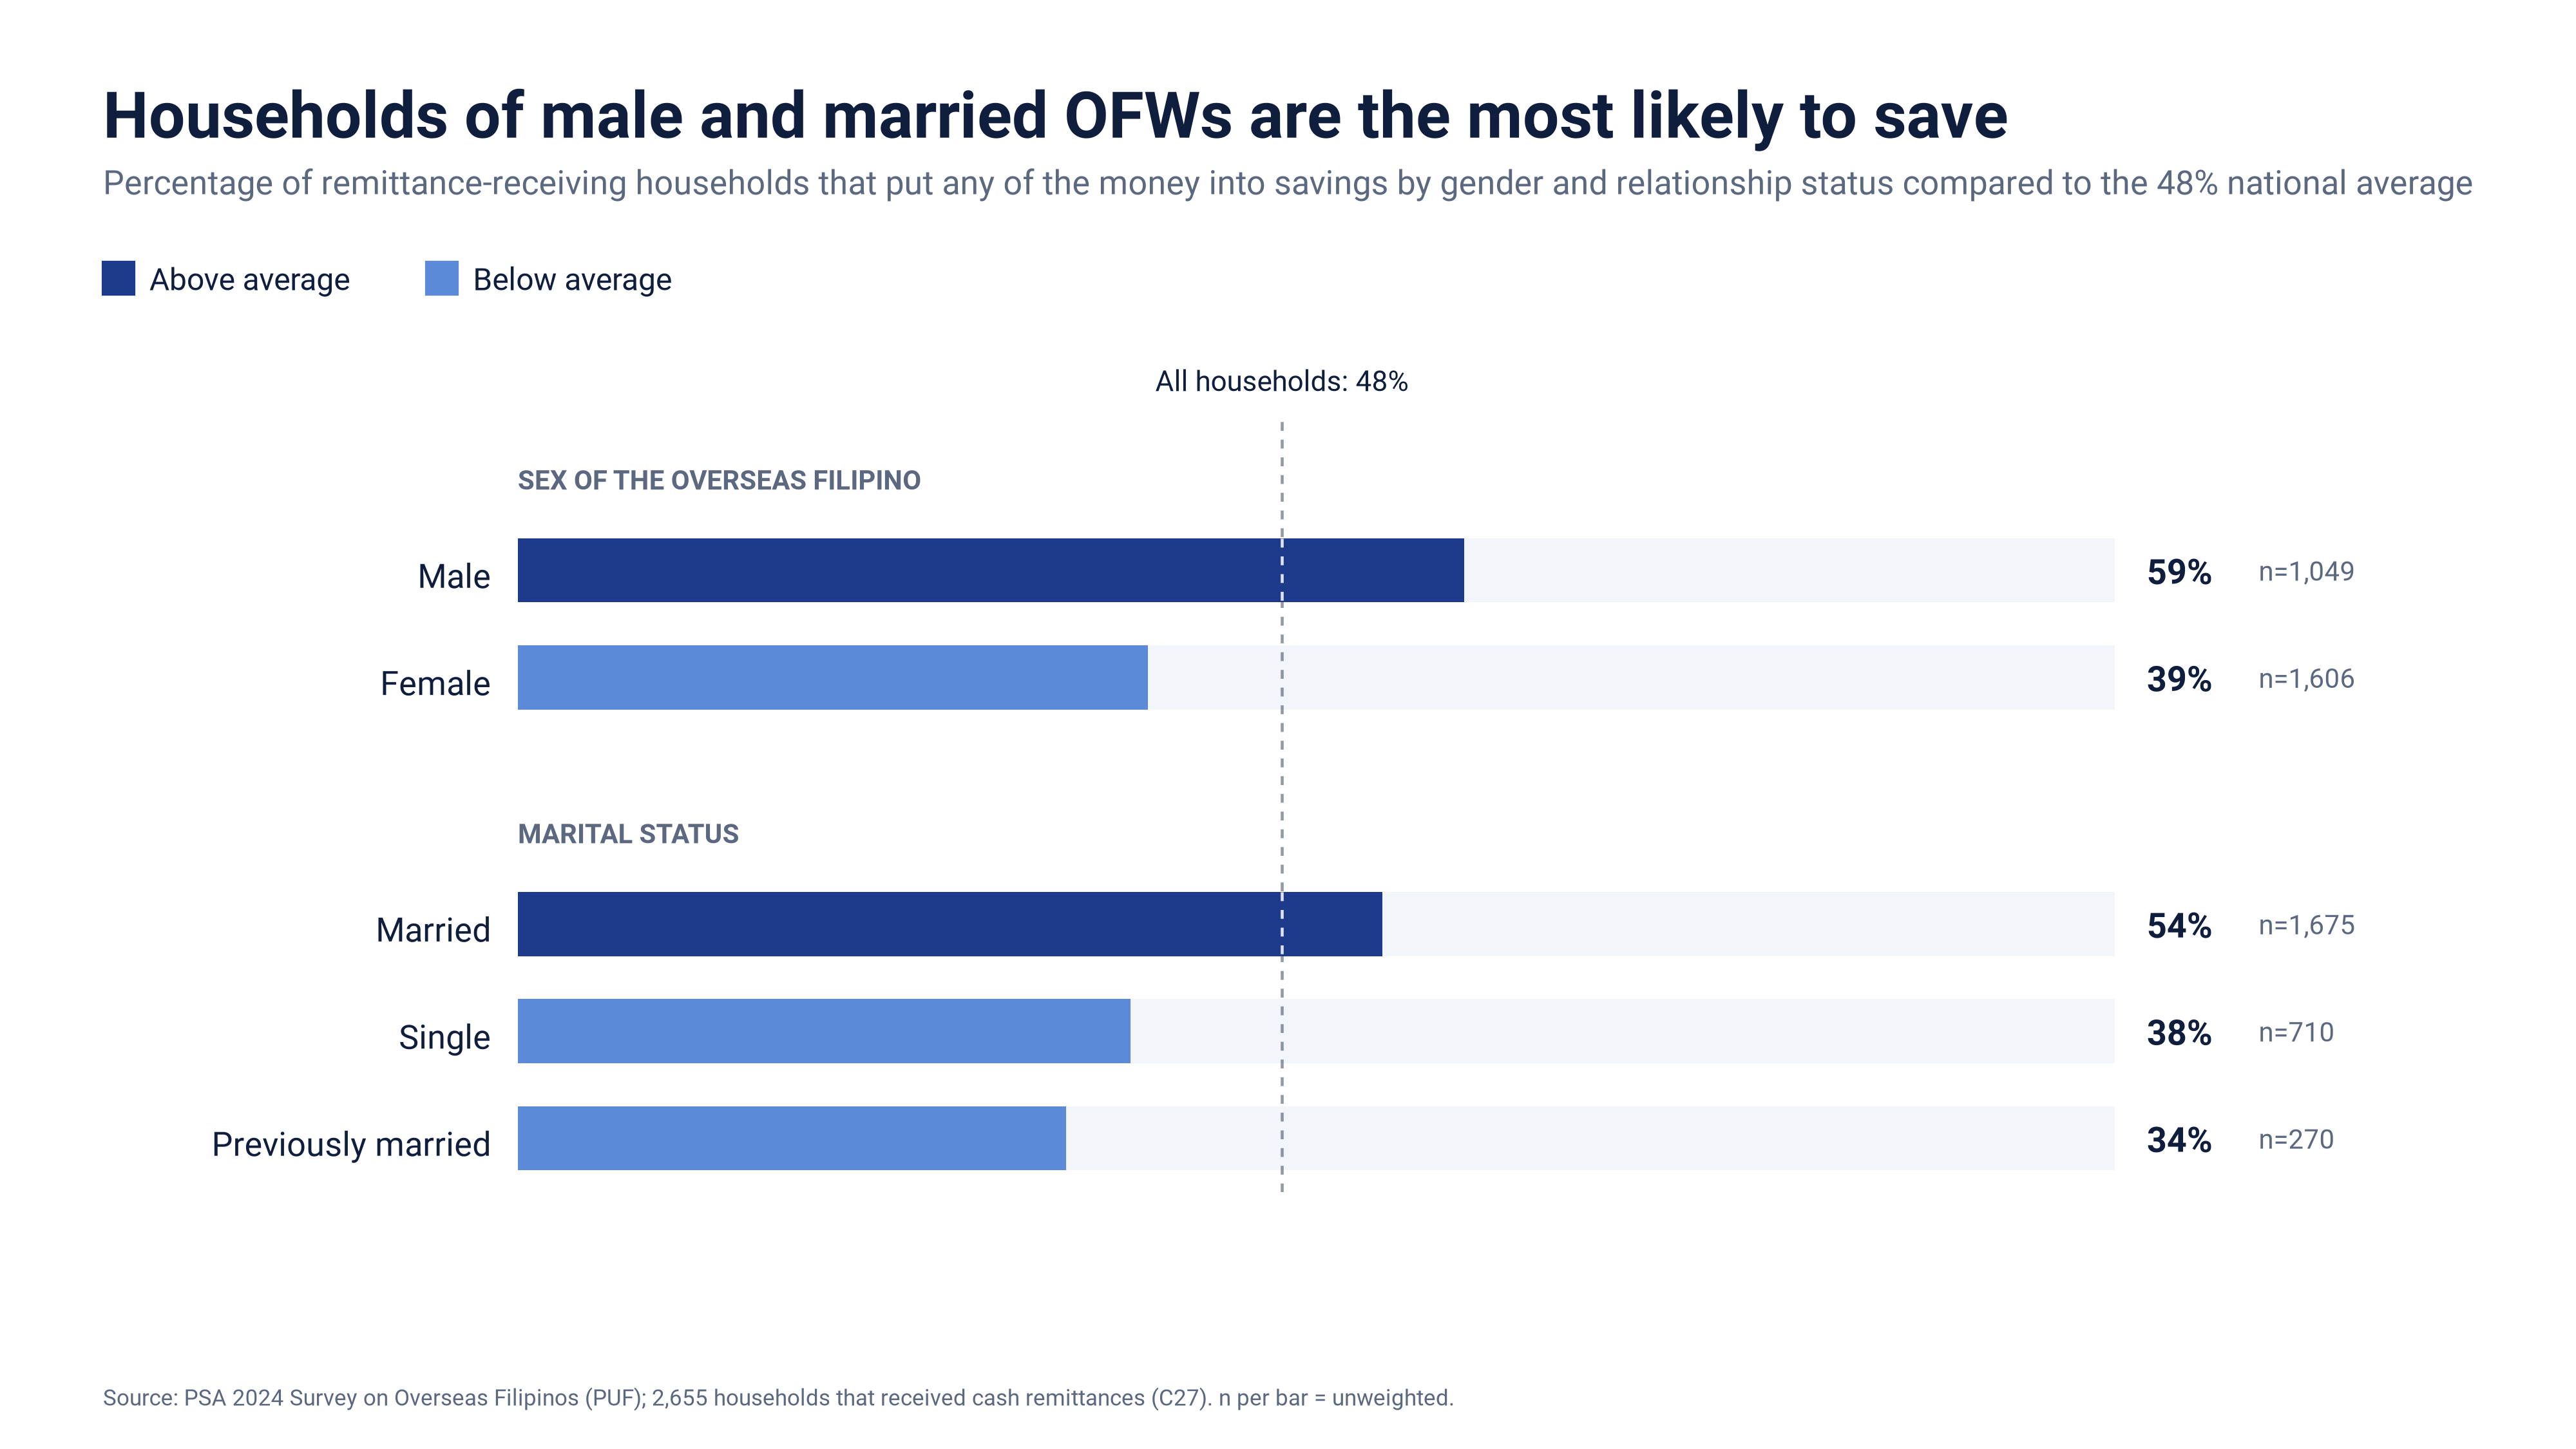 Households of male and married OFWs are the most likely to save
Percentage of remittance-receiving households that put any of the money into savings by gender and relationship status compared to the 48% national average
Above average Below average
All households: 48%
SEX OF THE OVERSEAS FILIPINO
Male 59% n=1,049
Female 39% n=1,606
MARITAL STATUS
Married 54% n=1,675
Single 38% n=710
Previously married 34% n=270
Source: PSA 2024 Survey on Overseas Filipinos (PUF); 2,655 households that received cash remittances (C27). n per bar = unweighted.